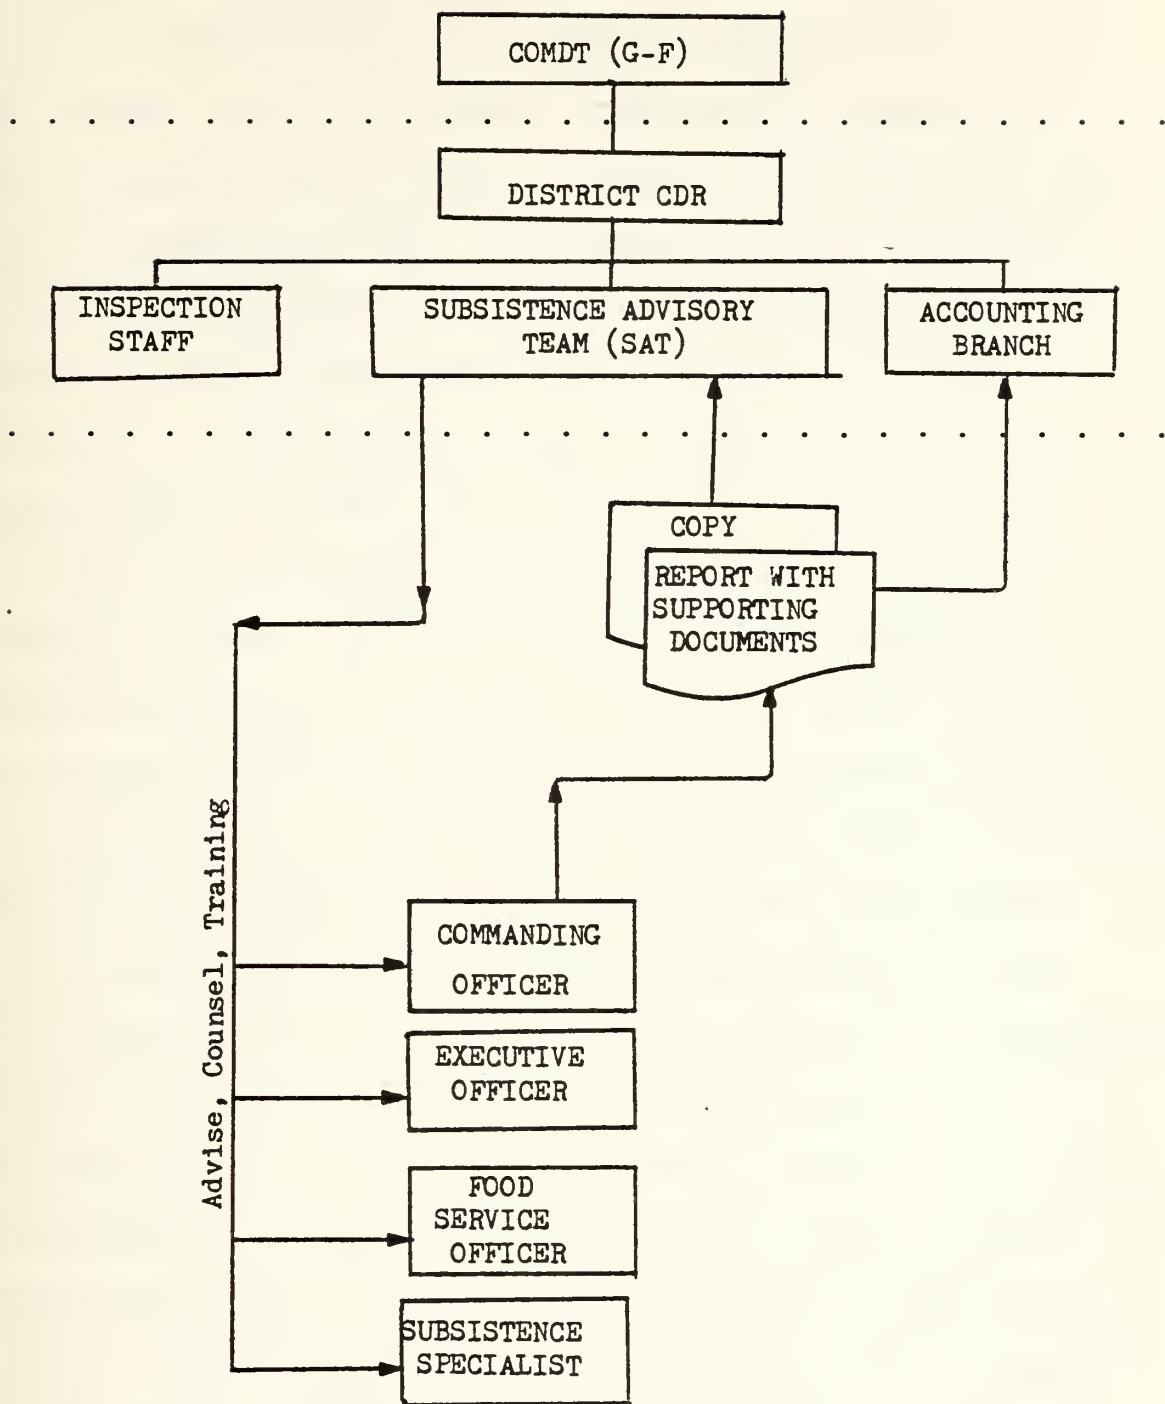 COMDT (G-F)
DISTRICT CDR
INSPECTION
STAFF
SUBSISTENCE ADVISORY
TEAM (SAT)
ACCOUNTING
BRANCH
COPY
REPORT WITH
SUPPORTING
DOCUMENTS
Advise, Counsel, Training
COMMANDING
OFFICER
EXECUTIVE
OFFICER
FOOD
SERVICE
OFFICER
SUBSISTENCE
SPECIALIST